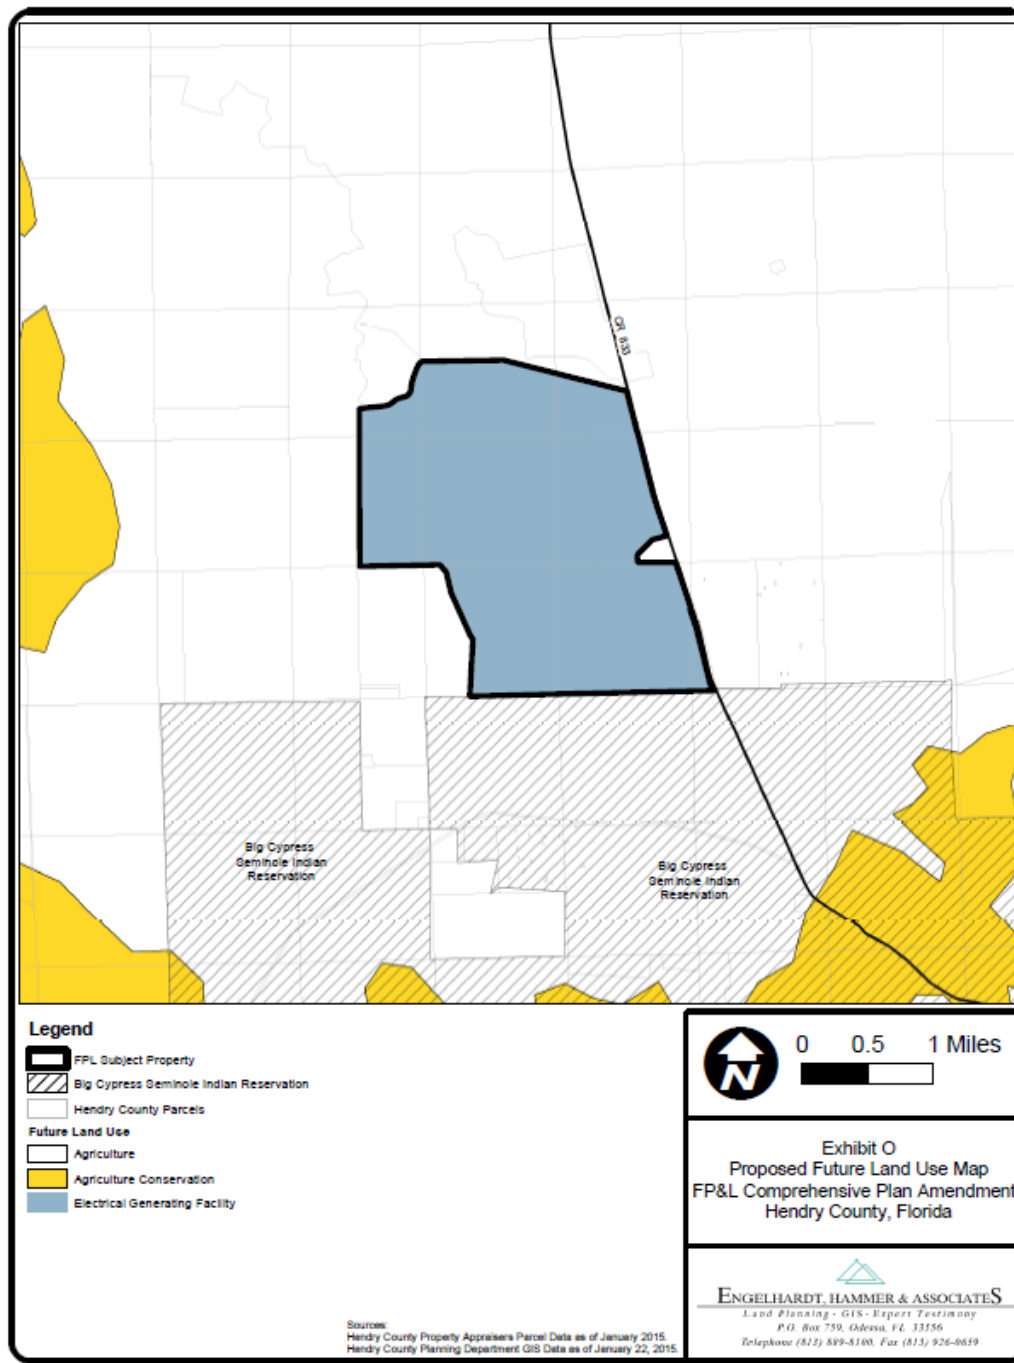 CR 833
Big Cypress
Seminole Indian
Reservation
Big Cypress
Seminole Indian
Reservation
Legend
FPL Subject Property
Big Cypress Seminole Indian Reservation
Hendry County Parcels
Future Land Use
Agriculture
Agriculture Conservation
Electrical Generating Facility
Sources:
Hendry County Property Appraisers Parcel Data as of January 2015.
Hendry County Planning Department GIS Data as of January 22, 2015.
N
0 0.5 1 Miles
Exhibit O
Proposed Future Land Use Map
FP&L Comprehensive Plan Amendment
Hendry County, Florida
ENGELHARDT, HAMMER & ASSOCIATES
Land Planning - GIS - Expert Testimony
P.O. Box 759, Odessa, FL 33556
Telephone (813) 889-8100, Fax (813) 926-0659